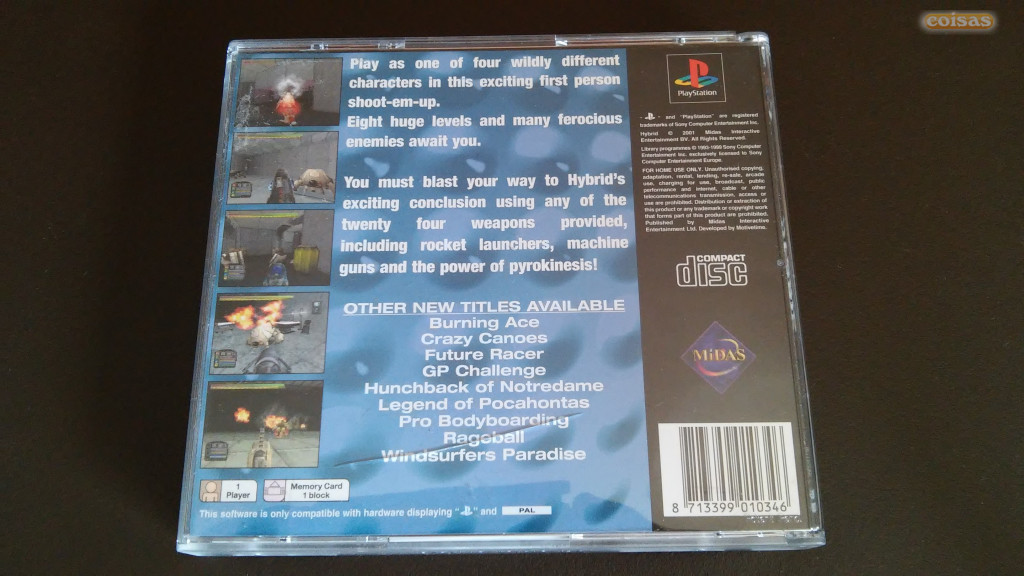 coisas
Play as one of four wildly different
characters in this exciting first person
shoot-em-up.
Eight huge levels and many ferocious
enemies await you.
You must blast your way to Hybrid's
exciting conclusion using any of the
twenty four weapons provided,
including rocket launchers, machine
guns and the power of pyrokinesis!
OTHER NEW TITLES AVAILABLE
Burning Ace
Crazy Canoes
Future Racer
GP Challenge
Hunchback of Notredame
Legend of Pocahontas
Pro Bodyboarding
Rageball
Windsurfers Paradise
1
Player
Memory Card
1 block
This software is only compatible with hardware displaying " " and PAL
PlayStation
" " and "PlayStation" are registered
trademarks of Sony Computer Entertainment Inc.
Hybrid © 2001 Midas Interactive
Entertainment BV. All Rights Reserved.
Library programmes © 1993-1999 Sony Computer
Entertainment Inc. exclusively licensed to Sony
Computer Entertainment Europe.
FOR HOME USE ONLY. Unauthorised copying,
adaptation, rental, lending, re-sale, arcade
use, charging for use, broadcast, public
performance and internet, cable or other
telecommunications transmission, access or
use are prohibited. Distribution or extraction of
this product or any trademark or copyright work
that forms part of this product are prohibited.
Published by Midas Interactive
Entertainment Ltd. Developed by
COMPACT
disc
MiDAS
8 713399 010346